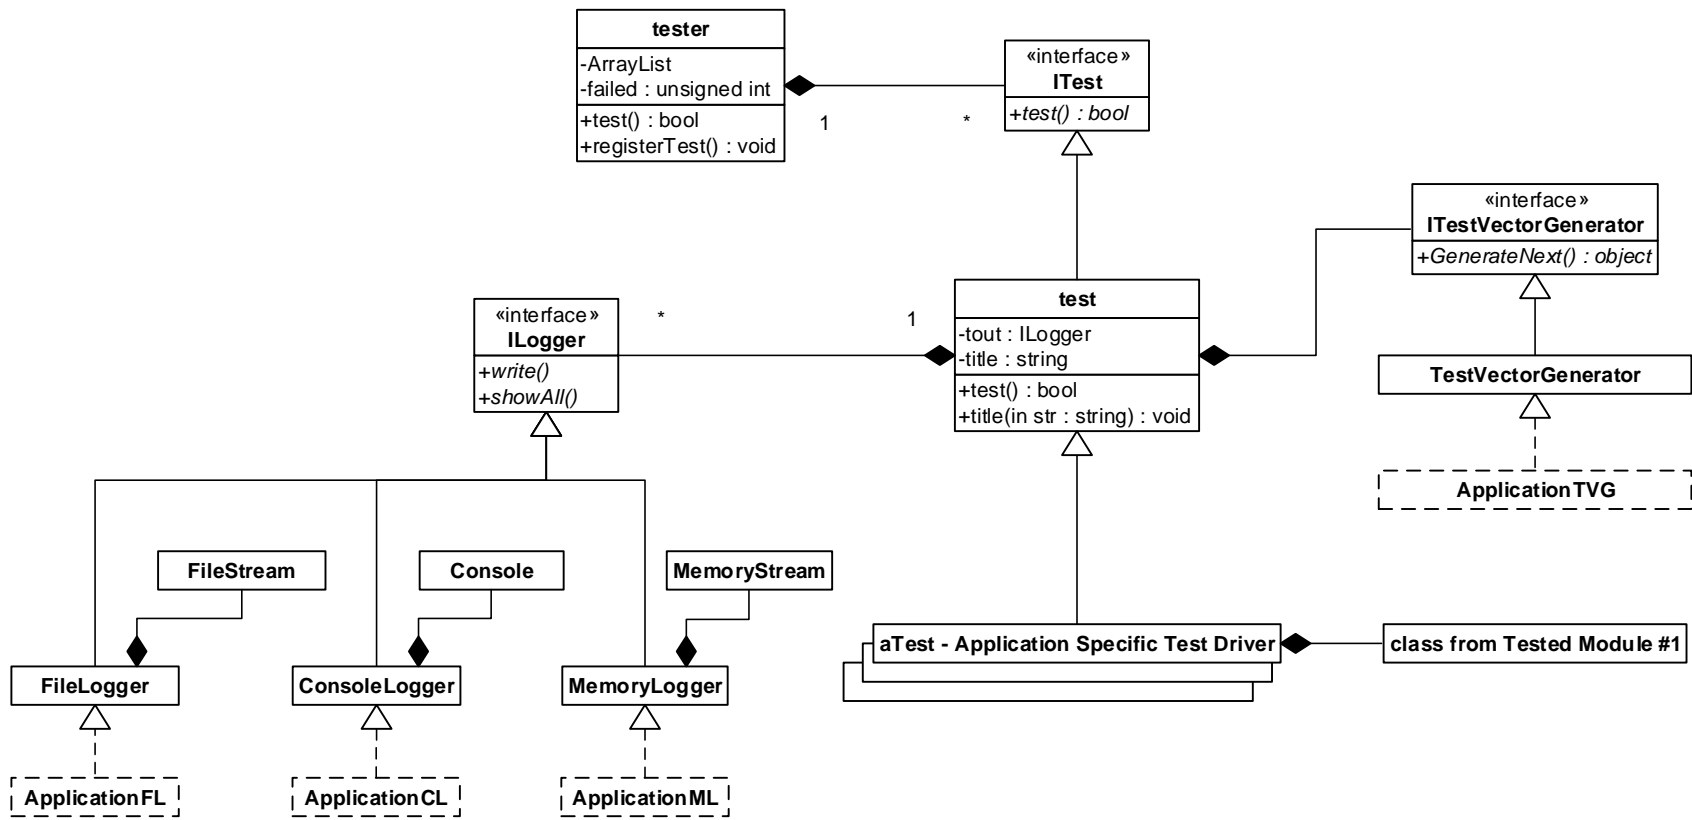 tester
-ArrayList
-failed : unsigned int
+test() : bool
+registerTest() : void
1
*
«interface»
ITest
+test() : bool
«interface»
ITestVectorGenerator
+GenerateNext() : object
TestVectorGenerator
ApplicationTVG
test
-tout : ILogger
-title : string
+test() : bool
+title(in str : string) : void
*
1
«interface»
ILogger
+write()
+showAll()
FileStream
Console
MemoryStream
FileLogger
ConsoleLogger
MemoryLogger
ApplicationFL
ApplicationCL
ApplicationML
aTest - Application Specific Test Driver
class from Tested Module #1